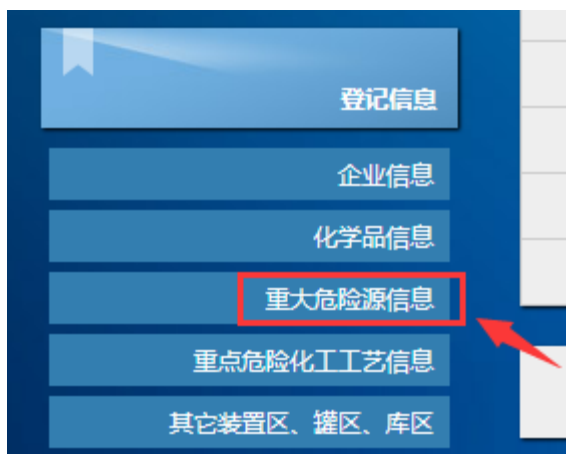 登记信息
企业信息
化学品信息
重大危险源信息
重点危险化工工艺信息
其它装置区、罐区、库区